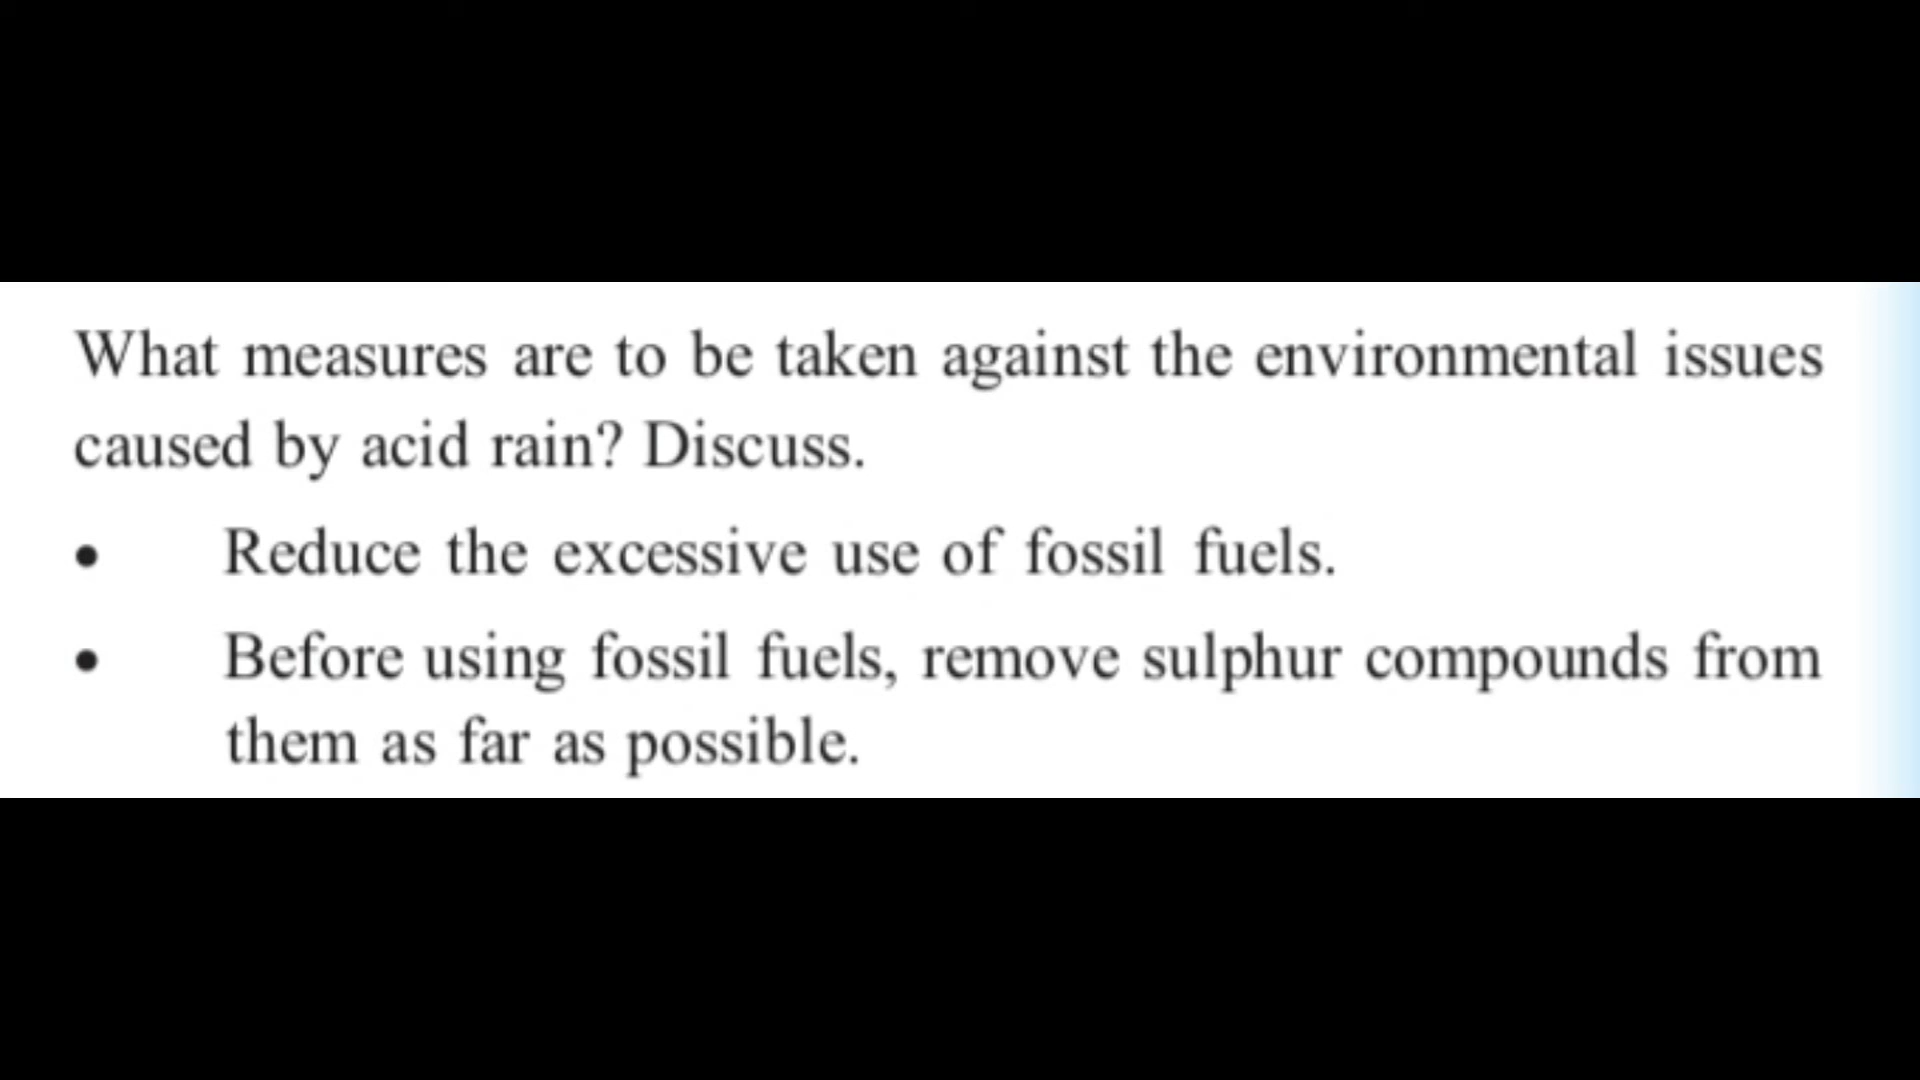 What measures are to be taken against the environmental issues
caused by acid rain? Discuss.
• Reduce the excessive use of fossil fuels.
• Before using fossil fuels, remove sulphur compounds from
them as far as possible.